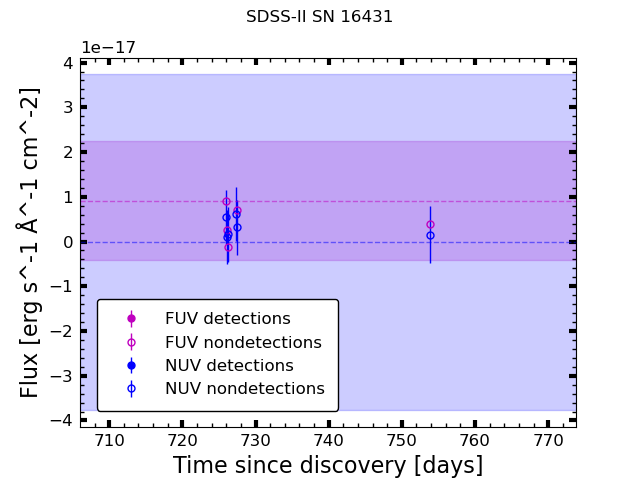 SDSS-II SN 16431
1e−17
4
3
2
1
0
−1
−2
−3
−4
Flux [erg s^-1 Å^-1 cm^-2]
FUV detections
FUV nondetections
NUV detections
NUV nondetections
710 720 730 740 750 760 770
Time since discovery [days]